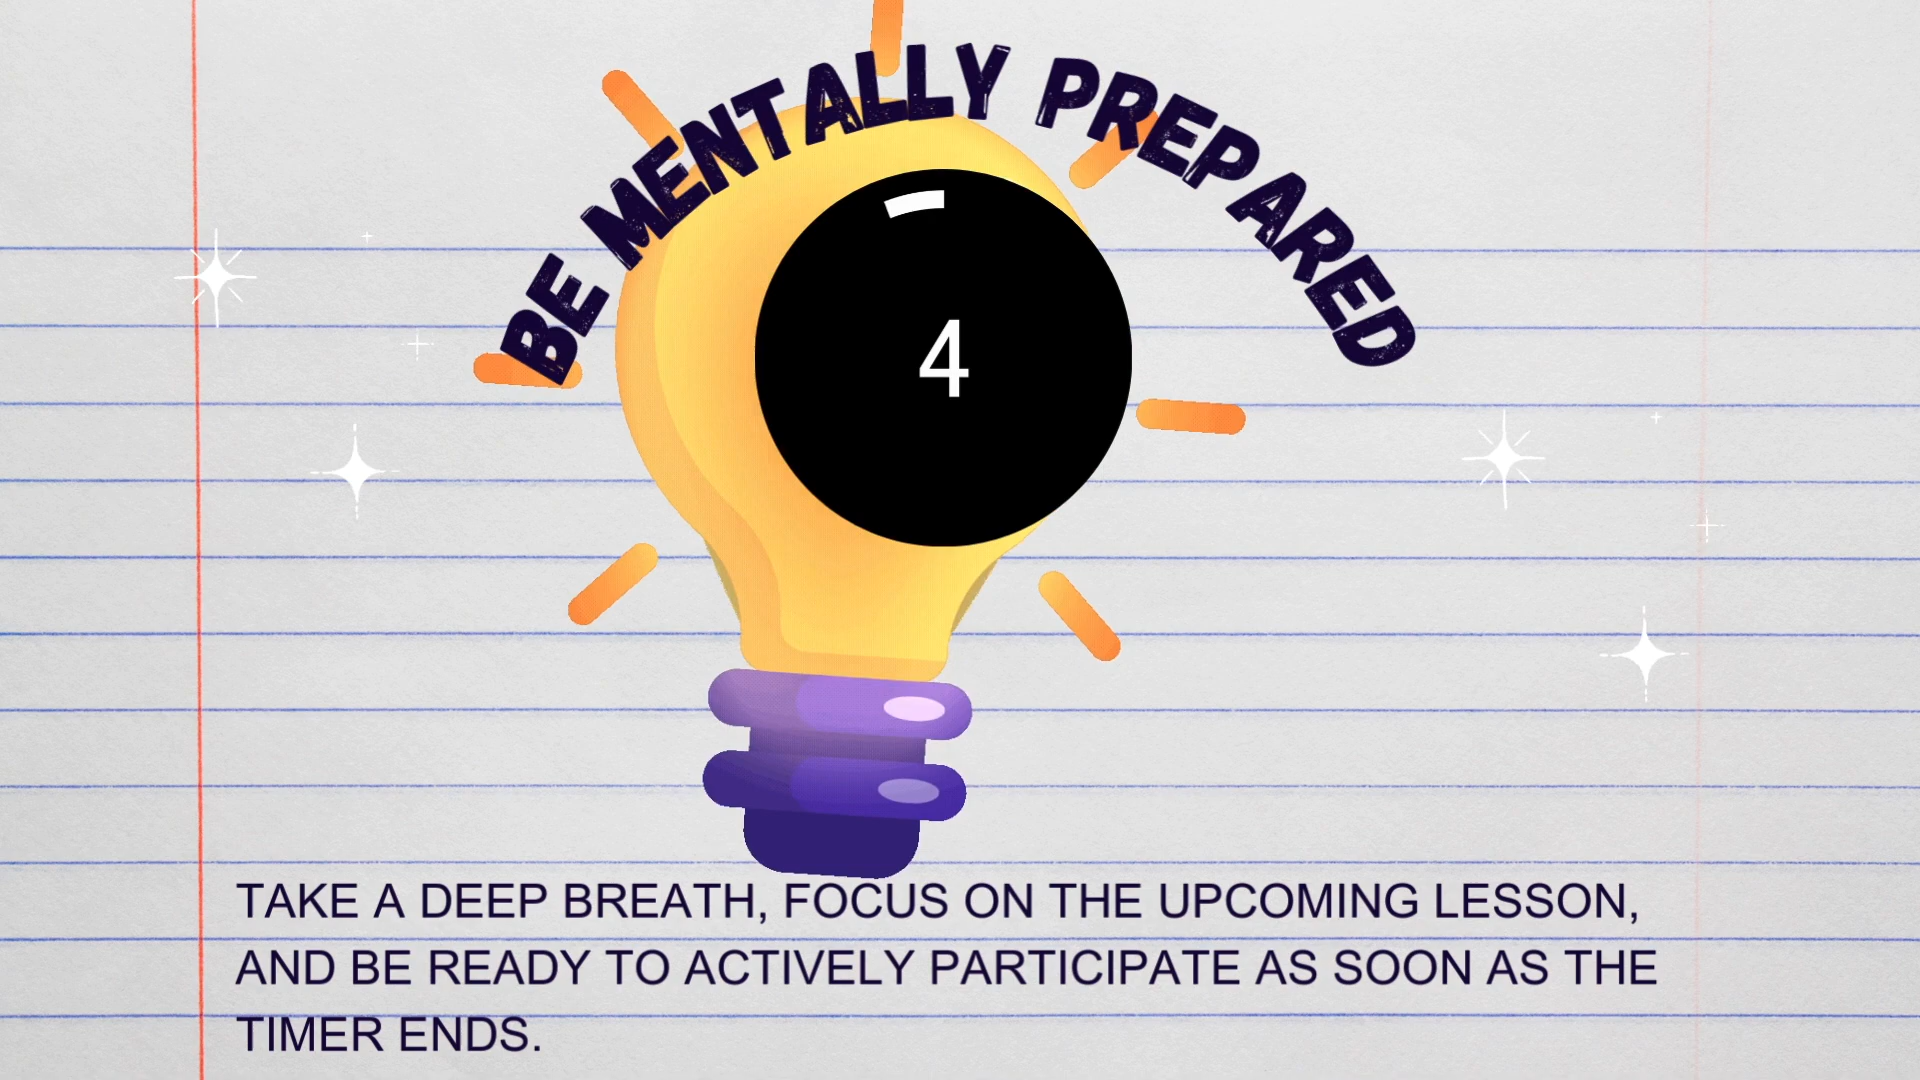 BE MENTALLY PREPARED
4
TAKE A DEEP BREATH, FOCUS ON THE UPCOMING LESSON,
AND BE READY TO ACTIVELY PARTICIPATE AS SOON AS THE
TIMER ENDS.